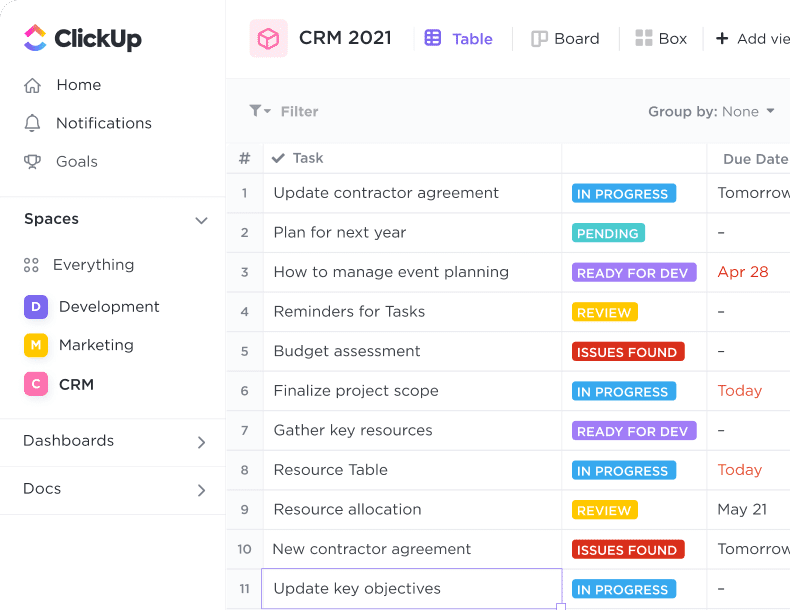 ClickUp
Home
Notifications
Goals
Spaces
Everything
D Development
M Marketing
C CRM
Dashboards
Docs
CRM 2021 Table Board Box + Add
Filter Group by: None
# Task Due Date
1 Update contractor agreement IN PROGRESS Tomorrow
2 Plan for next year PENDING –
3 How to manage event planning READY FOR DEV Apr 28
4 Reminders for Tasks REVIEW –
5 Budget assessment ISSUES FOUND –
6 Finalize project scope IN PROGRESS Today
7 Gather key resources READY FOR DEV –
8 Resource Table IN PROGRESS Today
9 Resource allocation REVIEW May 21
10 New contractor agreement ISSUES FOUND Tomorrow
11 Update key objectives IN PROGRESS –